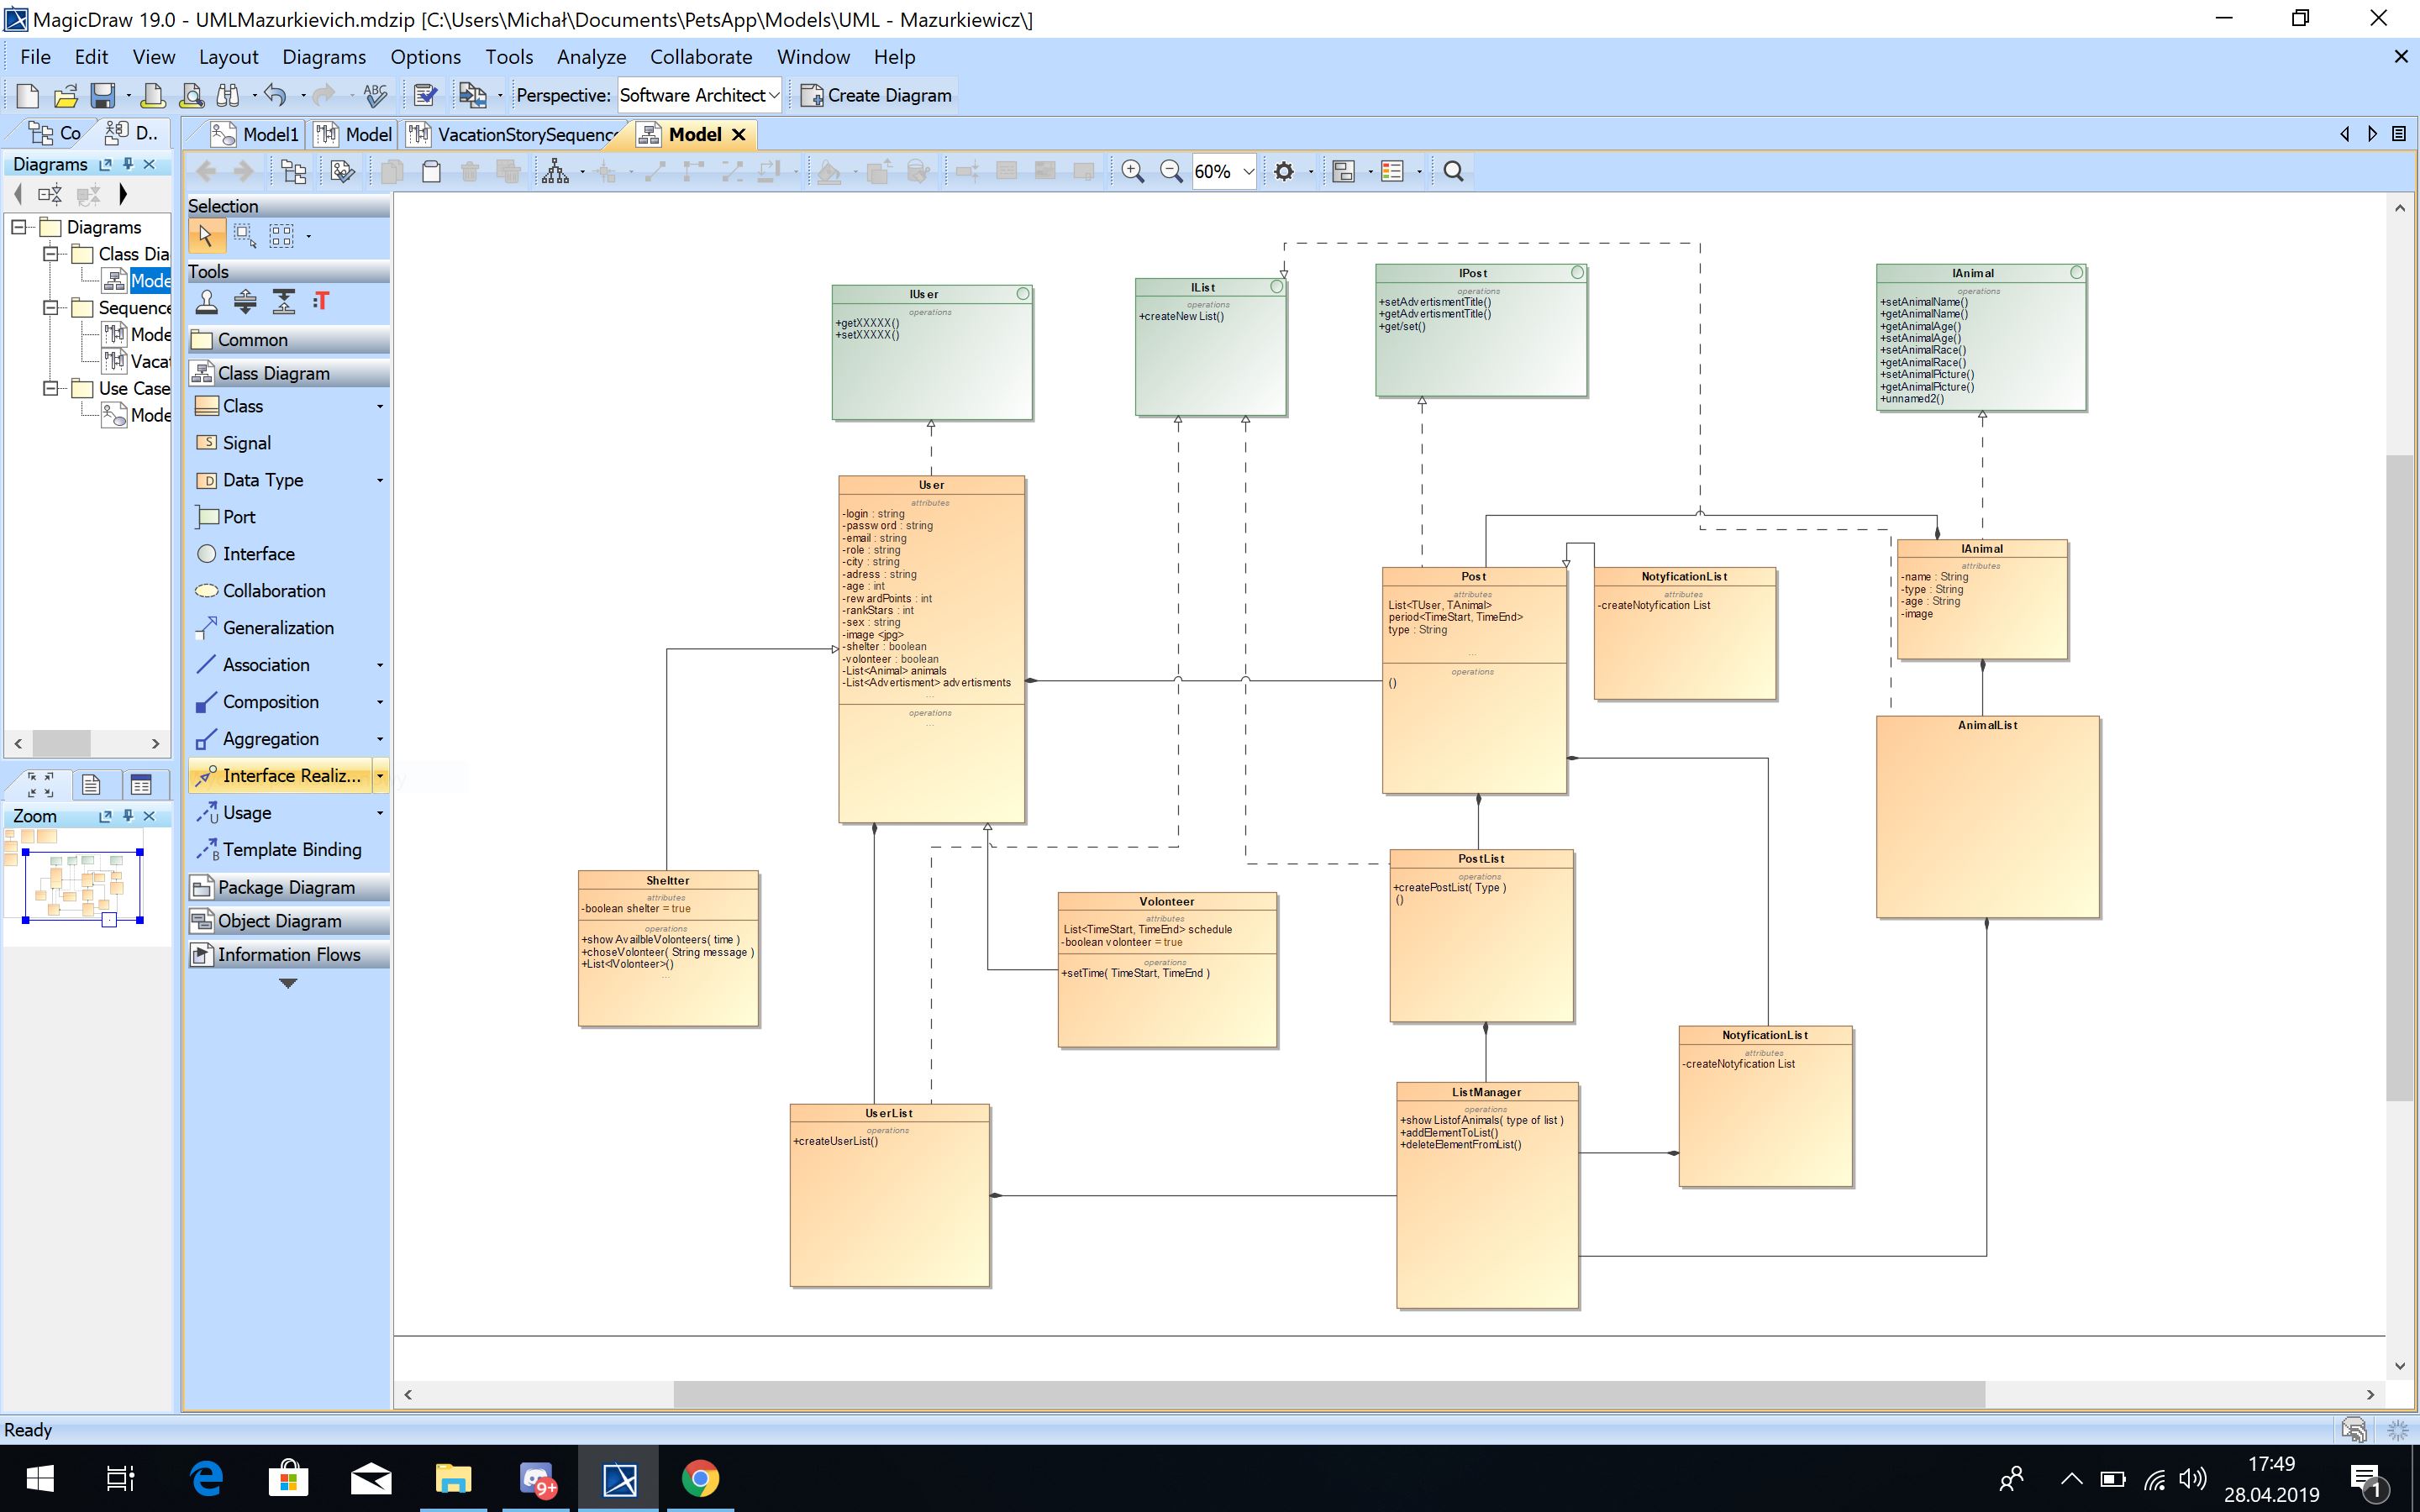 MagicDraw 19.0 - UMLMazurkievich.mdzip [C:\Users\Michał\Documents\PetsApp\Models\UML - Mazurkiewicz\]
File Edit View Layout Diagrams Options Tools Analyze Collaborate Window Help
ABC Perspective: Software Architect Create Diagram
Co D.. Model1 Model VacationStorySequenc Model
Diagrams
60%
Diagrams
Class Dia
Mode
Sequence
Mode
Vaca
Use Case
Mode
Zoom
Selection
Tools
:T
Common
Class Diagram
Class
S Signal
D Data Type
Port
Interface
Collaboration
Generalization
Association
Composition
Aggregation
Interface Realiz...
U Usage
B Template Binding
Package Diagram
Object Diagram
Information Flows
IUser
operations
+getXXXXX()
+setXXXXX()
IList
operations
+createNew List()
IPost
operations
+setAdvertismentTitle()
+getAdvertismentTitle()
+get/set()
IAnimal
operations
+setAnimalName()
+getAnimalName()
+getAnimalAge()
+setAnimalAge()
+setAnimalRace()
+getAnimalRace()
+setAnimalPicture()
+getAnimalPicture()
+unnamed2()
User
attributes
-login : string
-passw ord : string
-email : string
-role : string
-city : string
-adress : string
-age : int
-rew ardPoints : int
-rankStars : int
-sex : string
-image <jpg>
-shelter : boolean
-volonteer : boolean
-List<Animal> animals
-List<Advertisment> advertisments
...
operations
...
Post
attributes
List<TUser, TAnimal>
period<TimeStart, TimeEnd>
type : String
...
operations
()
NotyficationList
attributes
-createNotyfication List
IAnimal
attributes
-name : String
-type : String
-age : String
-image
AnimalList
Sheltter
attributes
-boolean shelter = true
operations
+show AvailbleVolonteers( time )
+choseVolonteer( String message )
+List<IVolonteer>()
...
Volonteer
attributes
List<TimeStart, TimeEnd> schedule
-boolean volonteer = true
operations
+setTime( TimeStart, TimeEnd )
PostList
operations
+createPostList( Type )
()
NotyficationList
attributes
-createNotyfication List
UserList
operations
+createUserList()
ListManager
operations
+show ListofAnimals( type of list )
+addElementToList()
+deleteElementFromList()
Ready
9+
17:49
28.04.2019
1